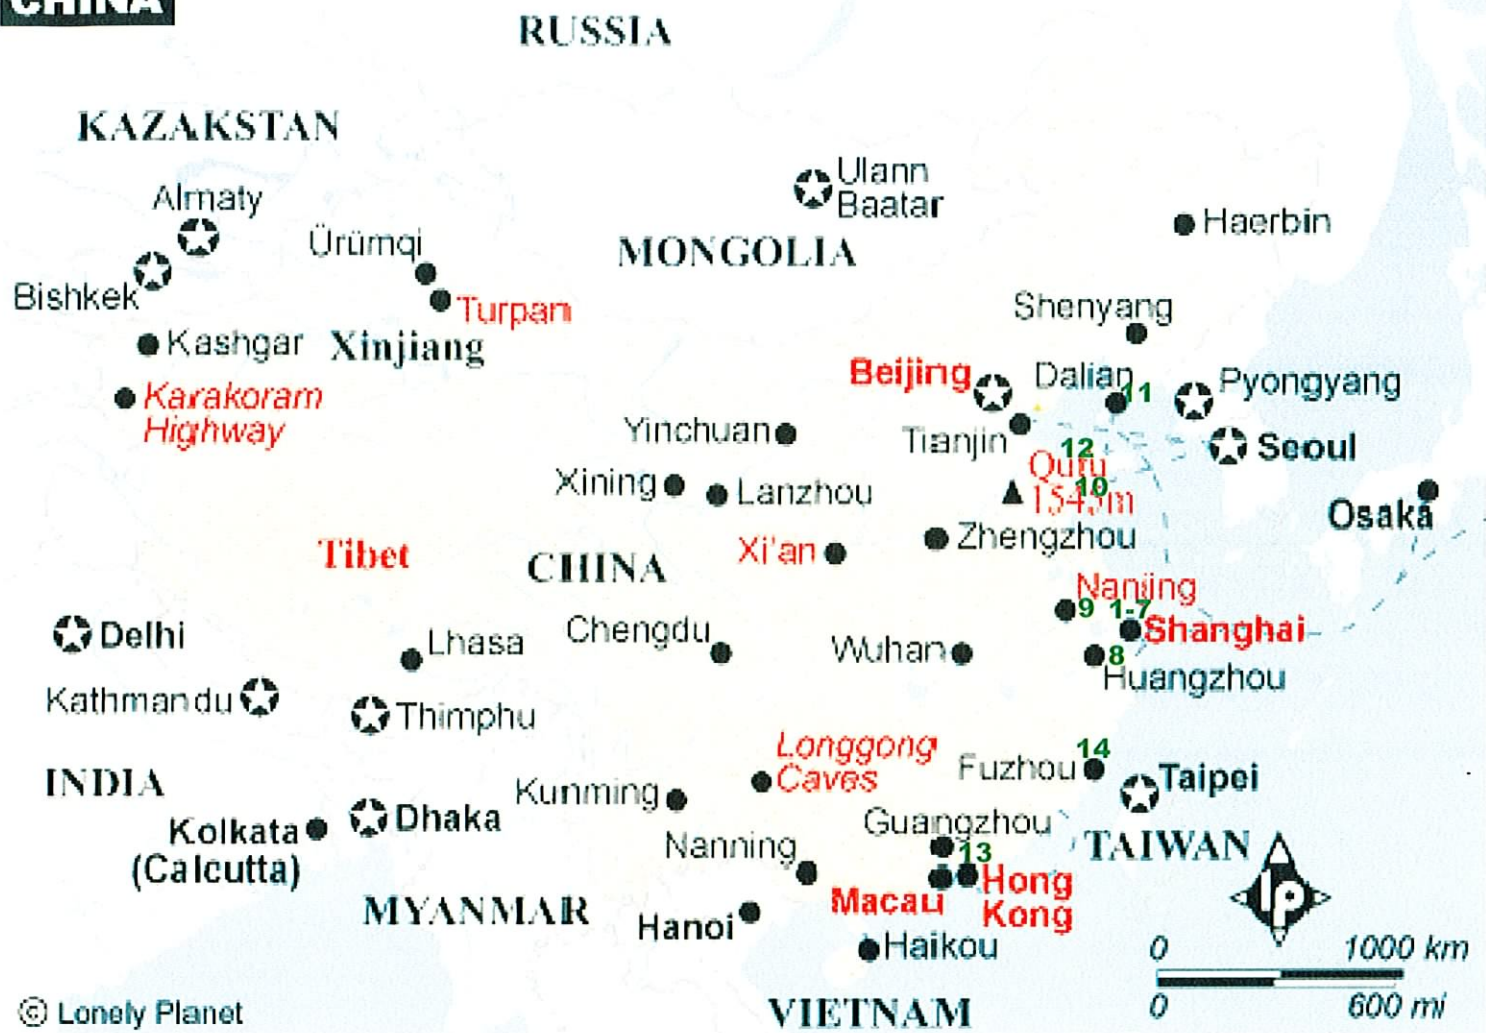 CHINA
RUSSIA
KAZAKSTAN
Almaty
Ürümqi
Ulann
Baatar
Haerbin
MONGOLIA
Bishkek
Turpan
Shenyang
Kashgar
Xinjiang
Beijing
Dalian
11
Pyongyang
Karakoram
Highway
Yinchuan
Tianjin
12
Seoul
Qufu
Xining
Lanzhou
10
1545m
Osaka
Zhengzhou
Xi'an
Tibet
CHINA
Nanjing
9
1-7
Delhi
Lhasa
Chengdu
Wuhan
Shanghai
8
Huangzhou
Kathmandu
Thimphu
Longgong
Caves
Fuzhou
14
Taipei
INDIA
Kunming
Dhaka
Kolkata
(Calcutta)
Guangzhou
TAIWAN
Nanning
13
Hong
Kong
Macau
MYANMAR
Hanoi
lp
Haikou
0 1000 km
0 600 mi
© Lonely Planet
VIETNAM